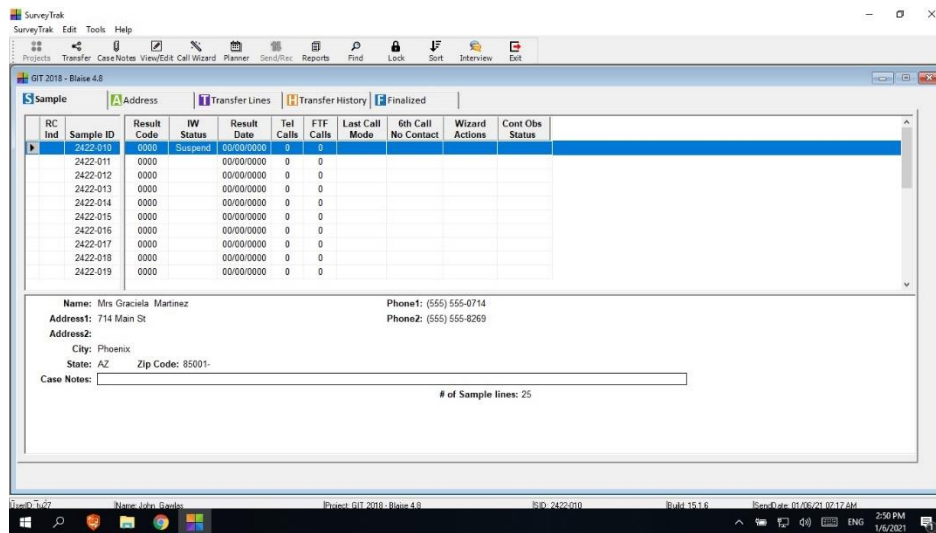 SurveyTrak
SurveyTrak Edit Tools Help
Projects Transfer Case Notes View/Edit Call Wizard Planner Send/Rec Reports Find Lock Sort Interview Exit
GIT 2018 - Blaise 4.8
S Sample A Address T Transfer Lines H Transfer History F Finalized
RC Ind Sample ID Result Code IW Status Result Date Tel Calls FTF Calls Last Call Mode 6th Call No Contact Wizard Actions Cont Obs Status
2422-010 0000 Suspend 00/00/0000 0 0
2422-011 0000 00/00/0000 0 0
2422-012 0000 00/00/0000 0 0
2422-013 0000 00/00/0000 0 0
2422-014 0000 00/00/0000 0 0
2422-015 0000 00/00/0000 0 0
2422-016 0000 00/00/0000 0 0
2422-017 0000 00/00/0000 0 0
2422-018 0000 00/00/0000 0 0
2422-019 0000 00/00/0000 0 0
Name: Mrs Graciela Martinez Phone1: (555) 555-0714
Address1: 714 Main St Phone2: (555) 555-8269
Address2:
City: Phoenix
State: AZ Zip Code: 85001-
Case Notes:
# of Sample lines: 25
UserID: tu27 Name: John Gawlas Project: GIT 2018 - Blaise 4.8 SID: 2422-010 Build: 15.1.6 SendDate: 01/06/21 07:17 AM
ENG 2:50 PM
1/6/2021